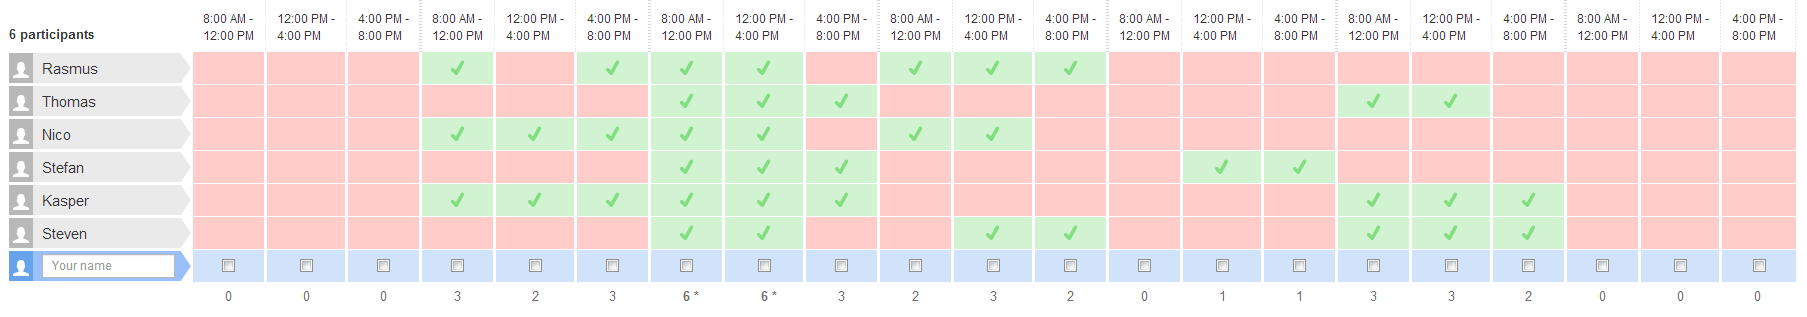 8:00 AM - 12:00 PM - 4:00 PM - 8:00 AM - 12:00 PM - 4:00 PM - 8:00 AM - 12:00 PM - 4:00 PM - 8:00 AM - 12:00 PM - 4:00 PM - 8:00 AM - 12:00 PM - 4:00 PM - 8:00 AM - 12:00 PM - 4:00 PM - 8:00 AM - 12:00 PM - 4:00 PM -
6 participants 12:00 PM 4:00 PM 8:00 PM 12:00 PM 4:00 PM 8:00 PM 12:00 PM 4:00 PM 8:00 PM 12:00 PM 4:00 PM 8:00 PM 12:00 PM 4:00 PM 8:00 PM 12:00 PM 4:00 PM 8:00 PM 12:00 PM 4:00 PM 8:00 PM
Rasmus
Thomas
Nico
Stefan
Kasper
Steven
Your name
0 0 0 3 2 3 6 * 6 * 3 2 3 2 0 1 1 3 3 2 0 0 0